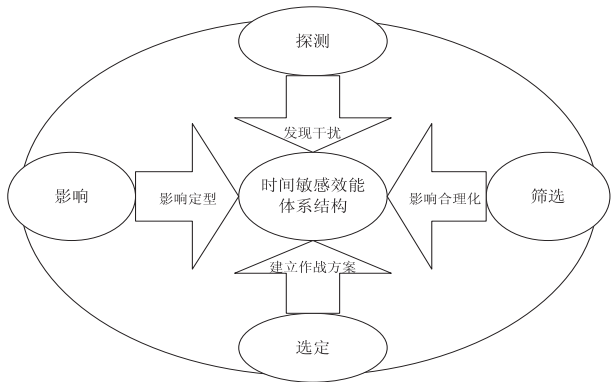 探测
发现干扰
影响
影响定型
时间敏感效能
体系结构
影响合理化
筛选
建立作战方案
选定